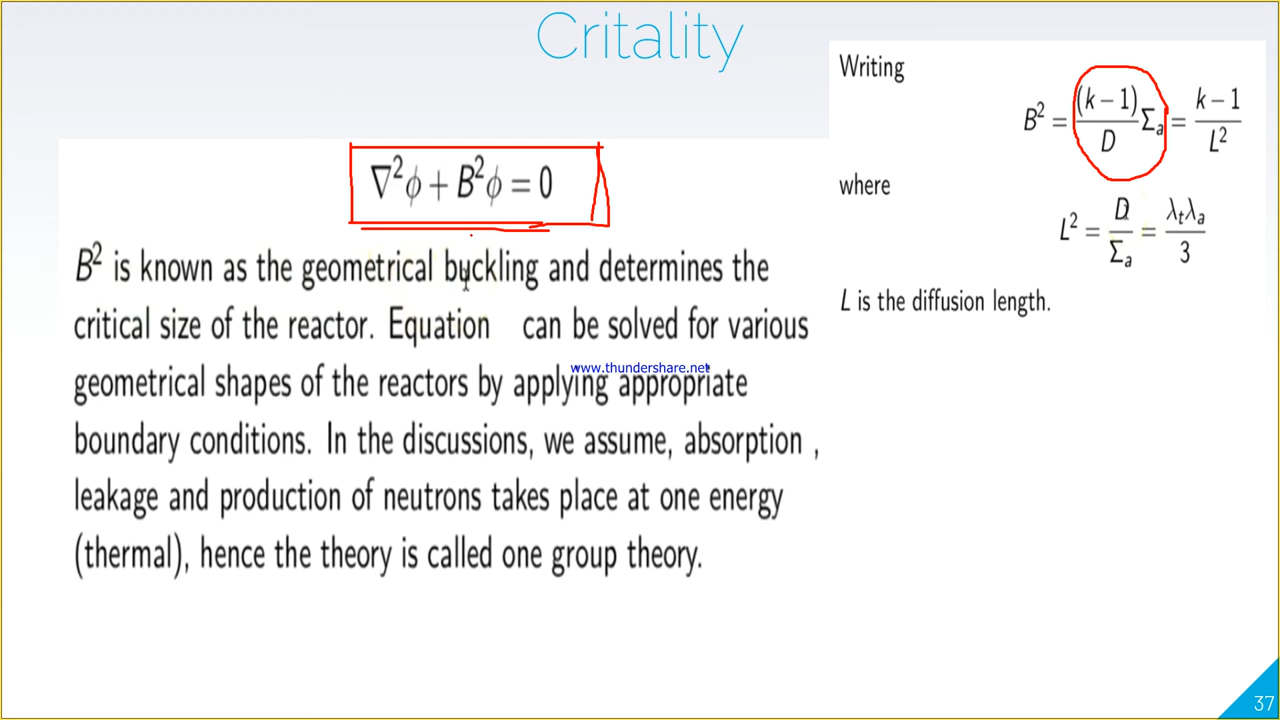 Critality
∇²ϕ + B²ϕ = 0
B² is known as the geometrical buckling and determines the
critical size of the reactor. Equation can be solved for various
geometrical shapes of the reactors by applying appropriate
boundary conditions. In the discussions, we assume, absorption ,
leakage and production of neutrons takes place at one energy
(thermal), hence the theory is called one group theory.
www.thundershare.net
Writing
B² = (k − 1)/D Σₐ = k − 1/L²
where
L² = D/Σₐ = λₜλₐ/3
L is the diffusion length.
37